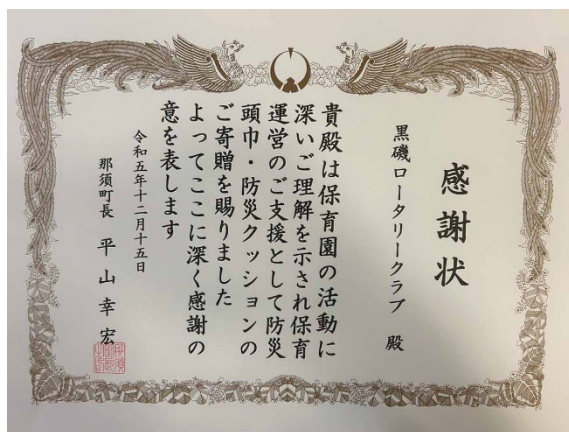 感謝状
黒磯ロータリークラブ 殿
貴殿は保育園の活動に
深いご理解を示され保育
運営のご支援として防災
頭巾・防災クッションの
ご寄贈を賜りました
よってここに深く感謝の
意を表します
令和五年十二月十五日
那須町長 平山幸宏